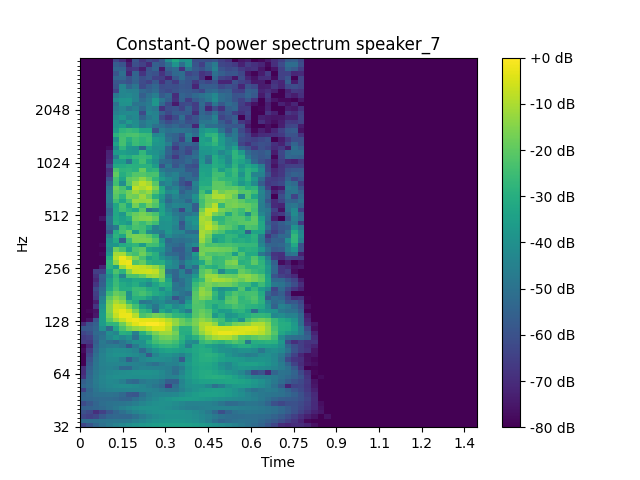 Constant-Q power spectrum speaker_7
Hz
2048
1024
512
256
128
64
32
0 0.15 0.3 0.45 0.6 0.75 0.9 1.1 1.2 1.4
Time
+0 dB
-10 dB
-20 dB
-30 dB
-40 dB
-50 dB
-60 dB
-70 dB
-80 dB